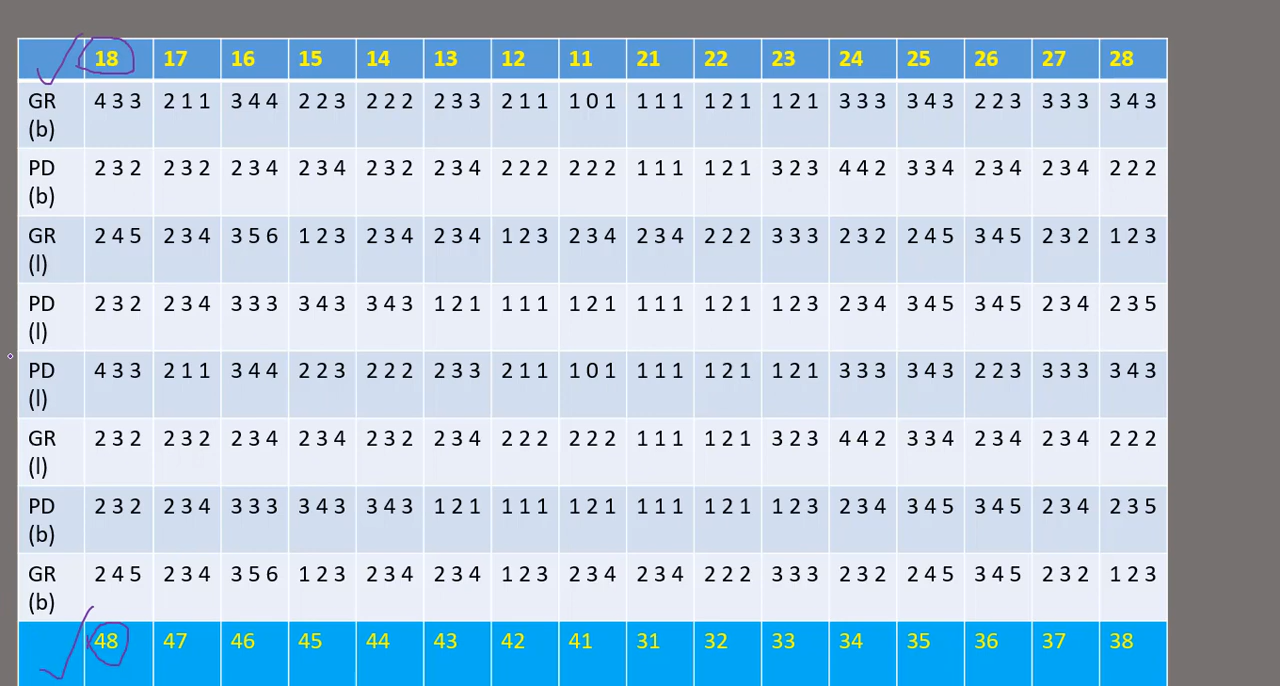 18 17 16 15 14 13 12 11 21 22 23 24 25 26 27 28
GR 4 3 3 2 1 1 3 4 4 2 2 3 2 2 2 2 3 3 2 1 1 1 0 1 1 1 1 1 2 1 1 2 1 3 3 3 3 4 3 2 2 3 3 3 3 3 4 3
(b)
PD 2 3 2 2 3 2 2 3 4 2 3 4 2 3 2 2 3 4 2 2 2 2 2 2 1 1 1 1 2 1 3 2 3 4 4 2 3 3 4 2 3 4 2 3 4 2 2 2
(b)
GR 2 4 5 2 3 4 3 5 6 1 2 3 2 3 4 2 3 4 1 2 3 2 3 4 2 3 4 2 2 2 3 3 3 2 3 2 2 4 5 3 4 5 2 3 2 1 2 3
(l)
PD 2 3 2 2 3 4 3 3 3 3 4 3 3 4 3 1 2 1 1 1 1 1 2 1 1 1 1 1 2 1 1 2 3 2 3 4 3 4 5 3 4 5 2 3 4 2 3 5
(l)
PD 4 3 3 2 1 1 3 4 4 2 2 3 2 2 2 2 3 3 2 1 1 1 0 1 1 1 1 1 2 1 1 2 1 3 3 3 3 4 3 2 2 3 3 3 3 3 4 3
(l)
GR 2 3 2 2 3 2 2 3 4 2 3 4 2 3 2 2 3 4 2 2 2 2 2 2 1 1 1 1 2 1 3 2 3 4 4 2 3 3 4 2 3 4 2 3 4 2 2 2
(l)
PD 2 3 2 2 3 4 3 3 3 3 4 3 3 4 3 1 2 1 1 1 1 1 2 1 1 1 1 1 2 1 1 2 3 2 3 4 3 4 5 3 4 5 2 3 4 2 3 5
(b)
GR 2 4 5 2 3 4 3 5 6 1 2 3 2 3 4 2 3 4 1 2 3 2 3 4 2 3 4 2 2 2 3 3 3 2 3 2 2 4 5 3 4 5 2 3 2 1 2 3
(b)
48 47 46 45 44 43 42 41 31 32 33 34 35 36 37 38